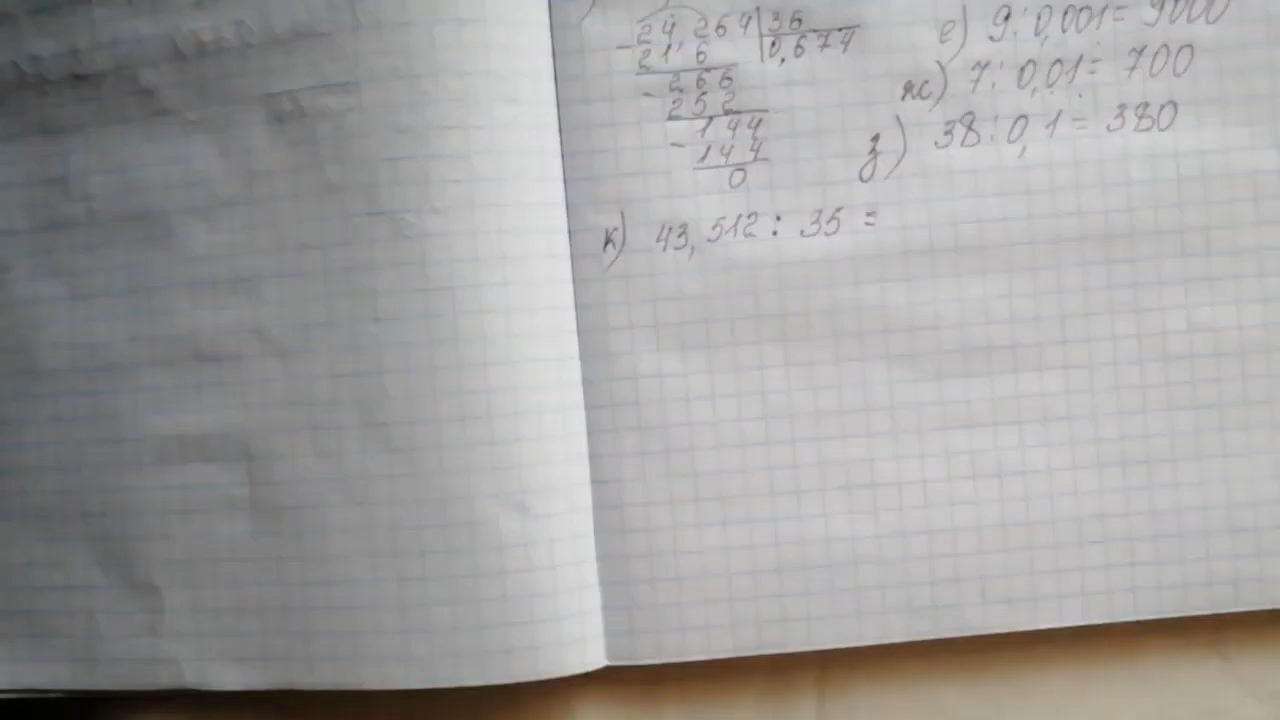 24,264 | 36
- 21 6 | 0,674
266
- 252
144
- 144
0
е) 9 : 0,001 = 9000
ж) 7 : 0,01 = 700
з) 38 : 0,1 = 380
к) 43,512 : 35 =